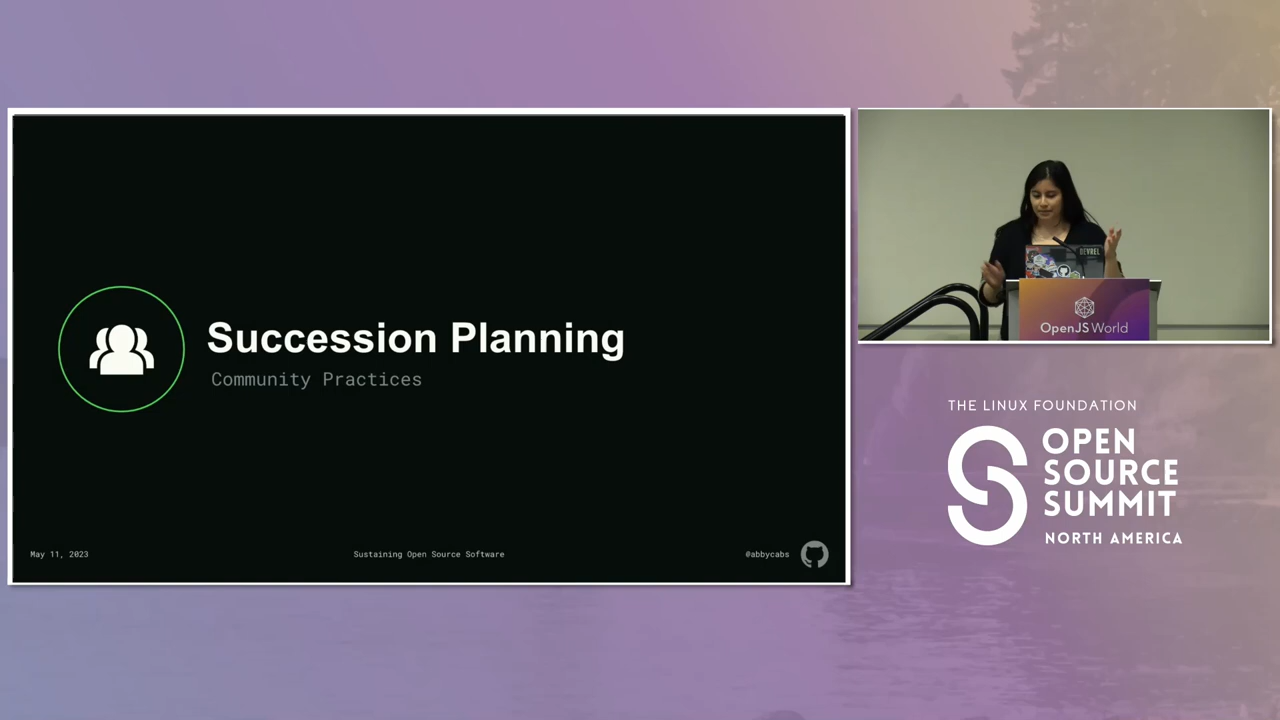 Succession Planning
Community Practices
May 11, 2023
Sustaining Open Source Software
@abbycabs
DEVREL
OpenJS World
THE LINUX FOUNDATION
OPEN
SOURCE
SUMMIT
NORTH AMERICA